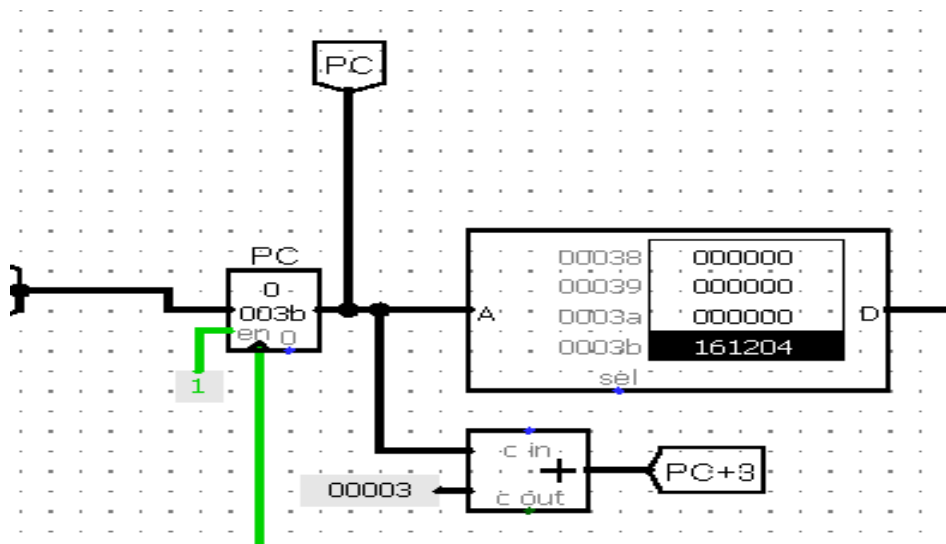 PC
PC
0
003b
en 0
1
A
00038 000000
00039 000000
0003a 000000
0003b 161204
D
sel
c in
+
00003
c out
PC+3